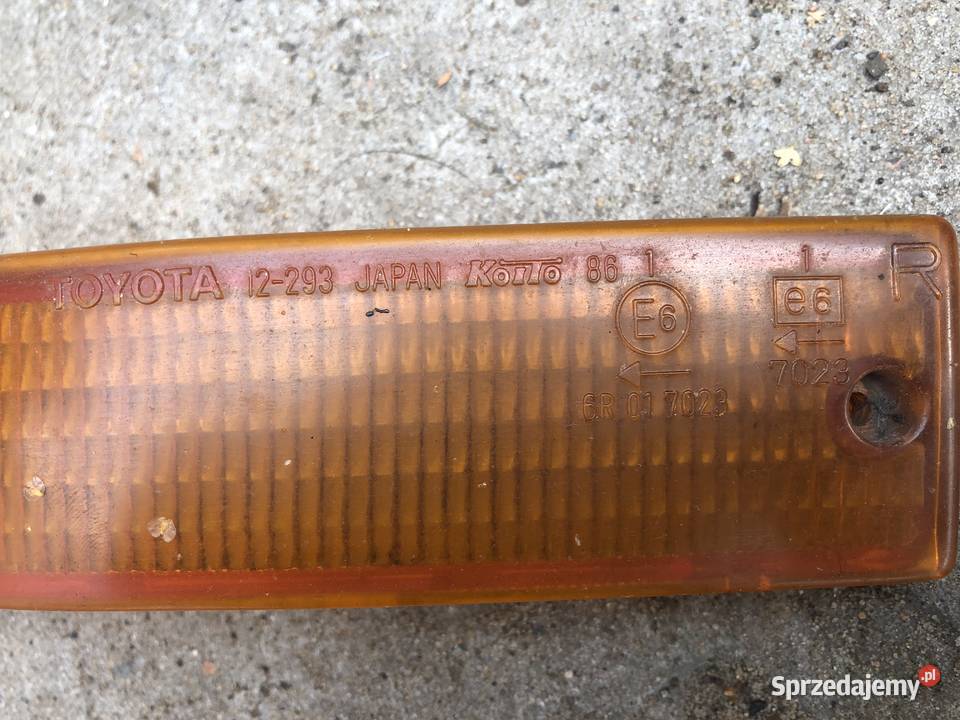 TOYOTA 12-293 JAPAN KOITO 86 1 1 R
E6 e6
7023
6R 01 7023
Sprzedajemy.pl